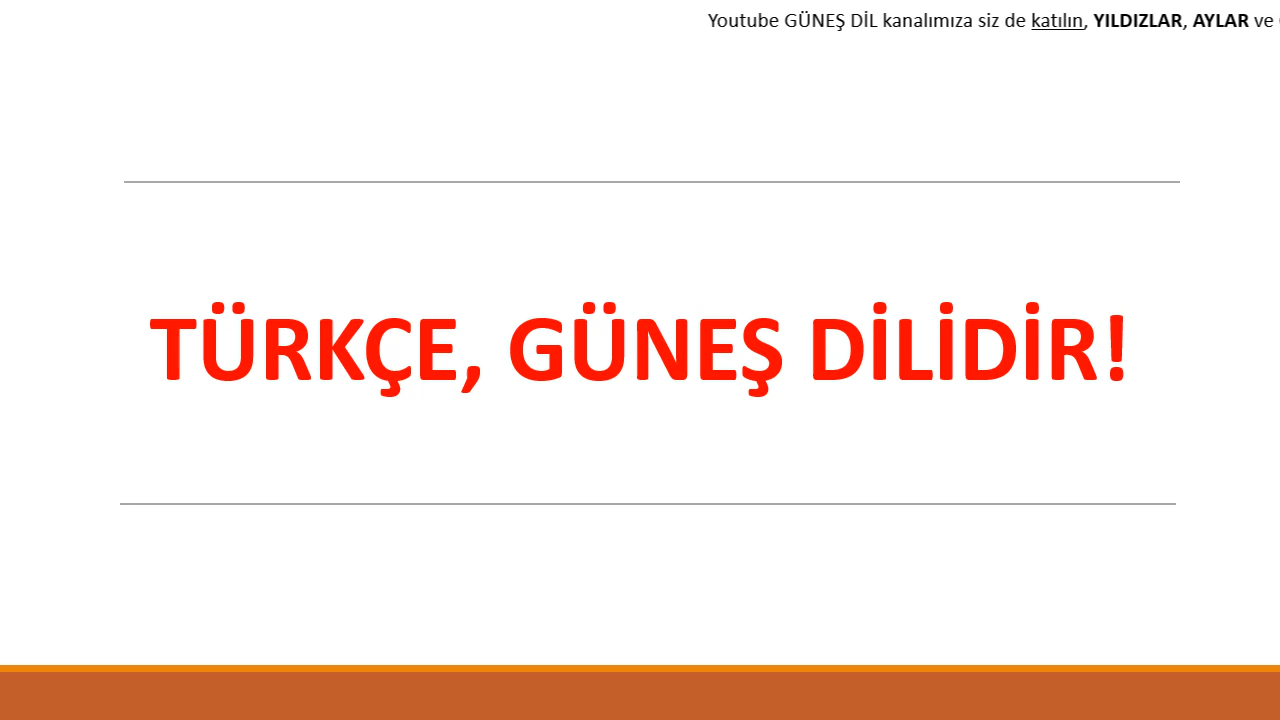 Youtube GÜNEŞ DİL kanalımıza siz de katılın, YILDIZLAR, AYLAR ve
TÜRKÇE, GÜNEŞ DİLİDİR!